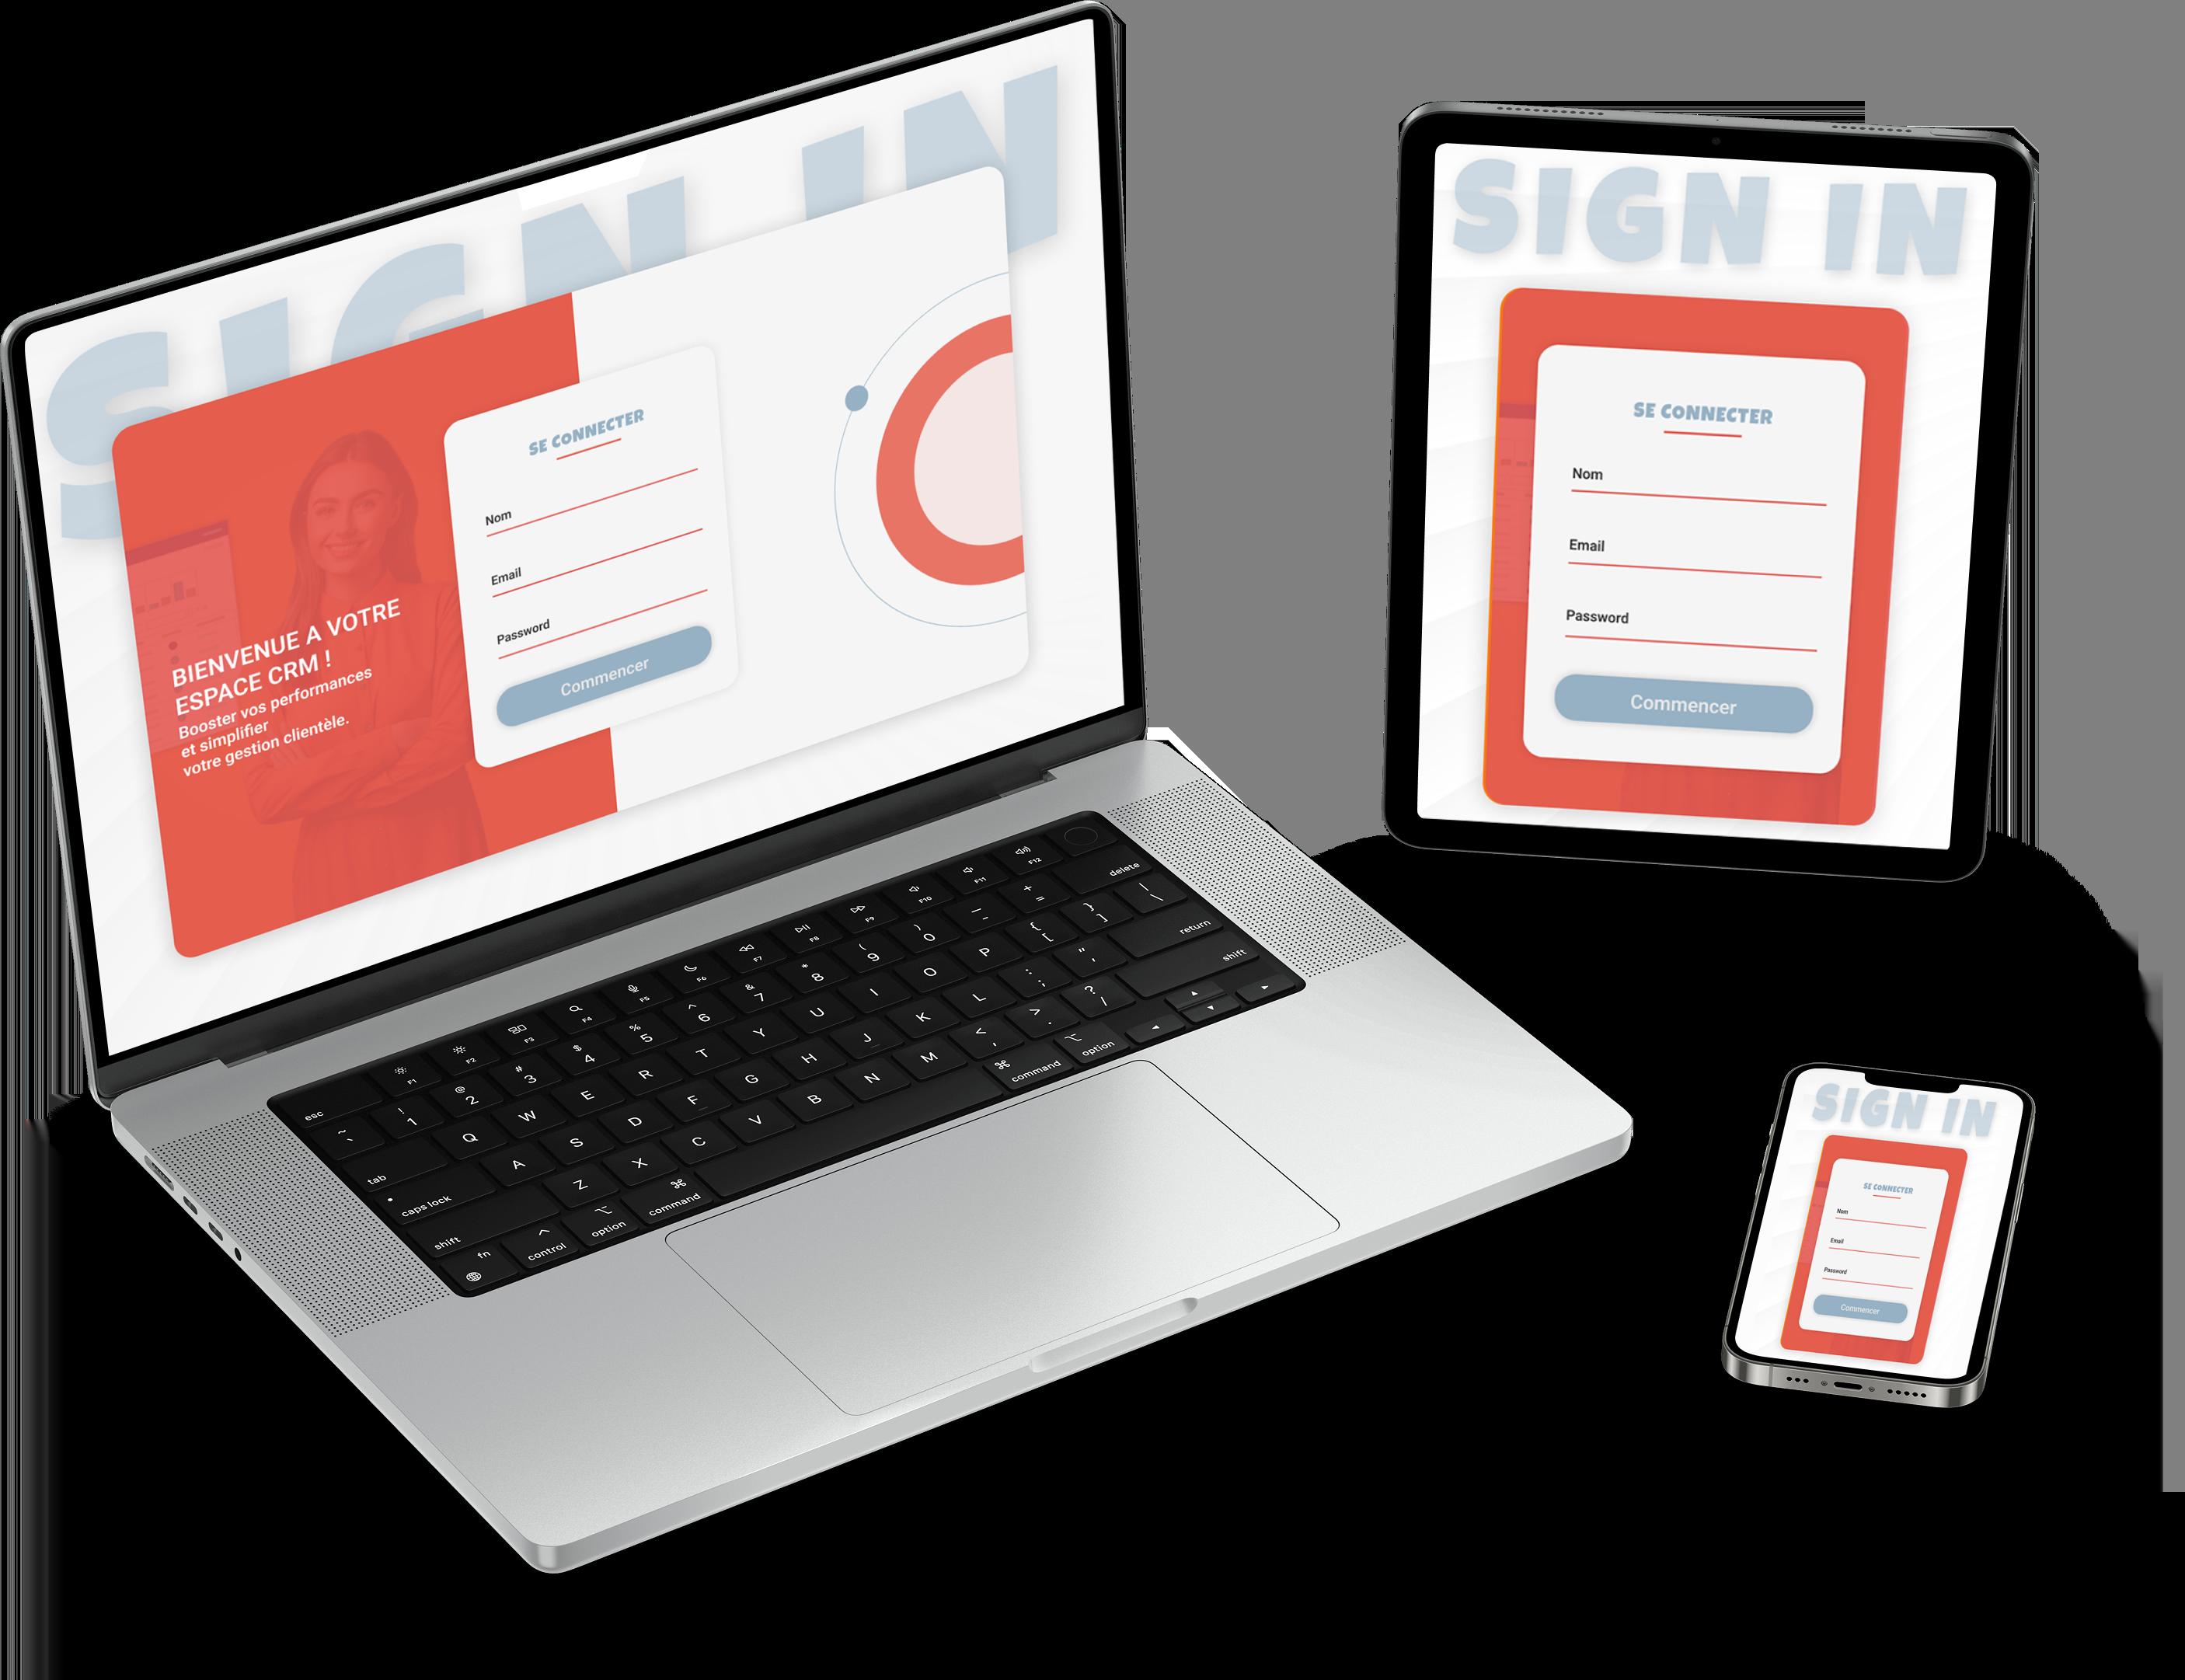 SIGN IN
BIENVENUE A VOTRE
ESPACE CRM !
Booster vos performances
et simplifier
votre gestion clientèle.
SE CONNECTER
Nom
Email
Password
Commencer
esc F1 F2 F3 F4 F5 F6 F7 F8 F9 F10 F11 F12
~ ` ! 1 @ 2 # 3 $ 4 % 5 ^ 6 & 7 * 8 ( 9 ) 0 — - + = delete
tab Q W E R T Y U I O P { [ } ] | \
caps lock A S D F G H J K L : ; " ' return
shift Z X C V B N M < , > . ? / shift
fn control option command command option
SIGN IN
SE CONNECTER
Nom
Email
Password
Commencer
SIGN IN
SE CONNECTER
Nom
Email
Password
Commencer